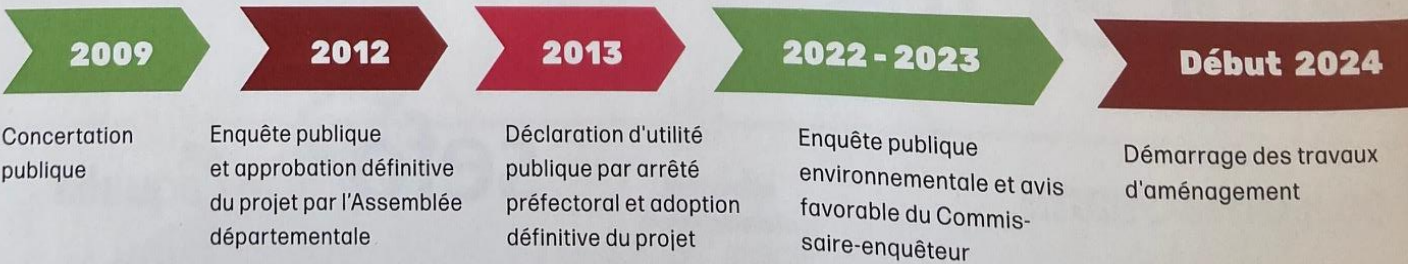 2009
Concertation
publique
2012
Enquête publique
et approbation définitive
du projet par l'Assemblée
départementale
2013
Déclaration d'utilité
publique par arrêté
préfectoral et adoption
définitive du projet
2022 - 2023
Enquête publique
environnementale et avis
favorable du Commis-
saire-enquêteur
Début 2024
Démarrage des travaux
d'aménagement